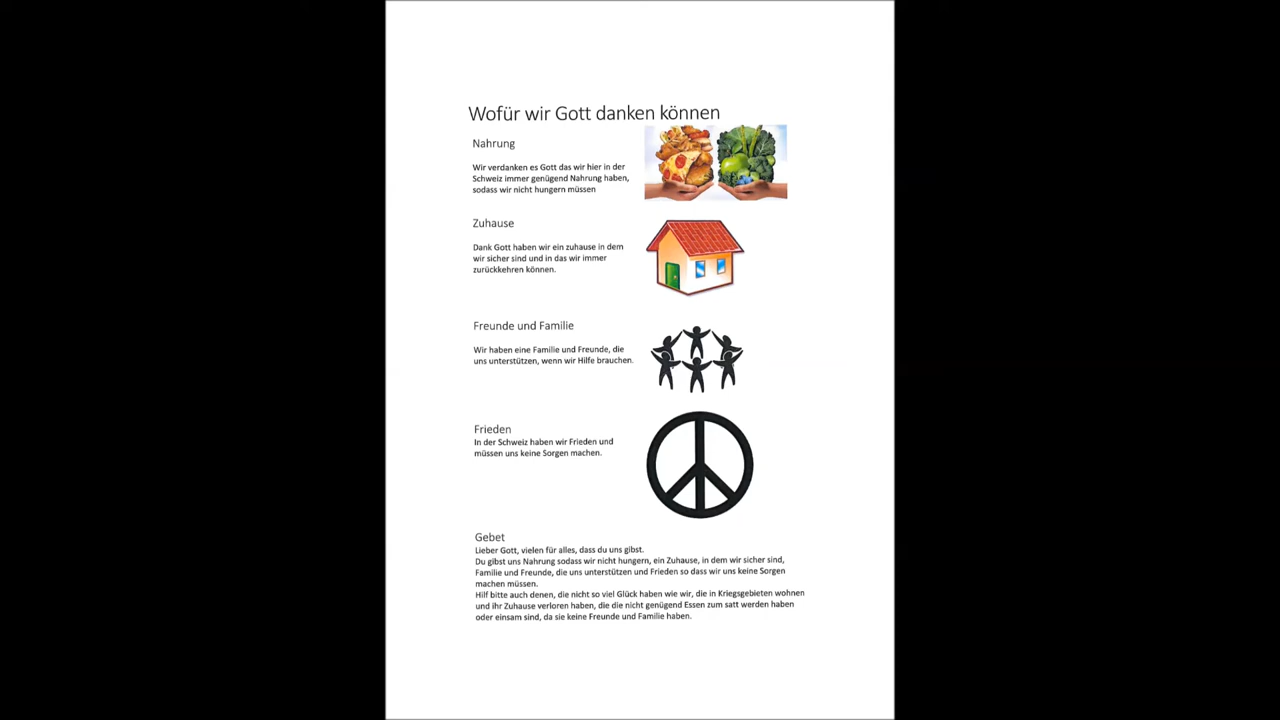 Wofür wir Gott danken können
Nahrung
Wir verdanken es Gott das wir hier in der
Schweiz immer genügend Nahrung haben,
sodass wir nicht hungern müssen
Zuhause
Dank Gott haben wir ein zuhause in dem
wir sicher sind und in das wir immer
zurückkehren können.
Freunde und Familie
Wir haben eine Familie und Freunde, die
uns unterstützen, wenn wir Hilfe brauchen.
Frieden
In der Schweiz haben wir Frieden und
müssen uns keine Sorgen machen.
Gebet
Lieber Gott, vielen für alles, dass du uns gibst.
Du gibst uns Nahrung sodass wir nicht hungern, ein Zuhause, in dem wir sicher sind,
Familie und Freunde, die uns unterstützen und Frieden so dass wir uns keine Sorgen
machen müssen.
Hilf bitte auch denen, die nicht so viel Glück haben wie wir, die in Kriegsgebieten wohnen
und ihr Zuhause verloren haben, die die nicht genügend Essen zum satt werden haben
oder einsam sind, da sie keine Freunde und Familie haben.